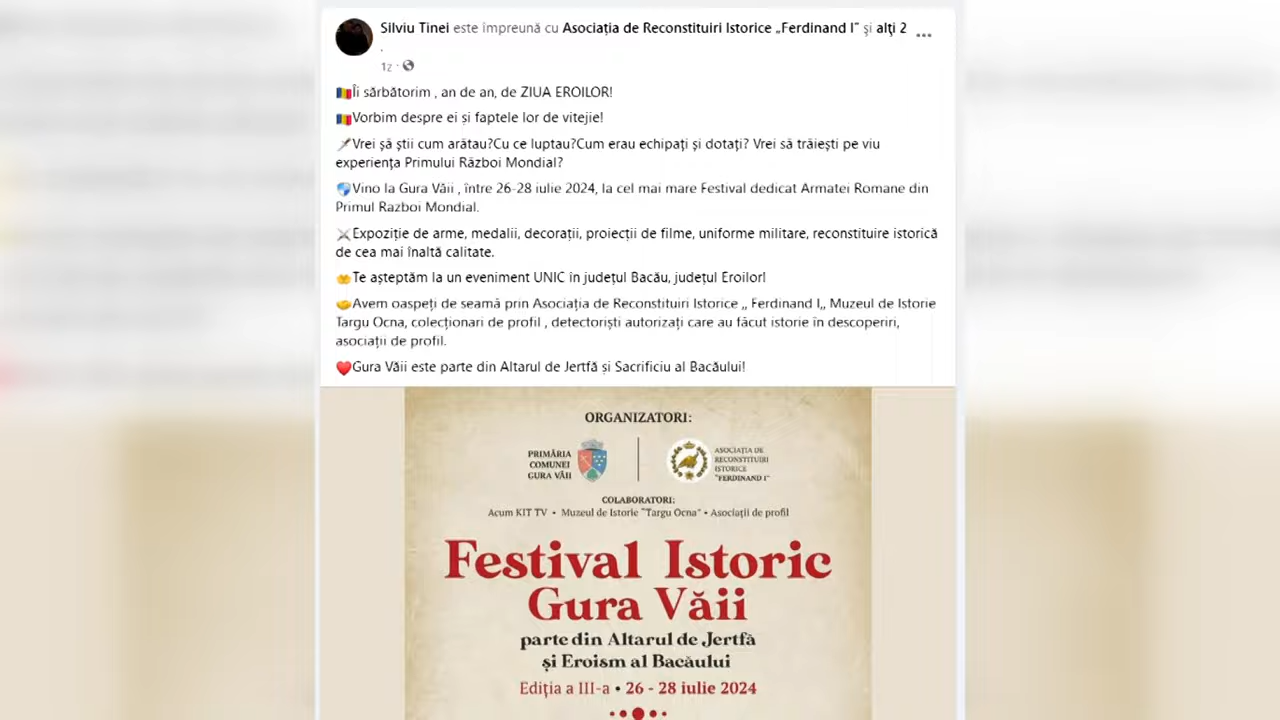 Silviu Tinei este împreună cu Asociația de Reconstituiri Istorice „Ferdinand I” și alți 2
.
1z ·
Îi sărbătorim , an de an, de ZIUA EROILOR!
Vorbim despre ei și faptele lor de vitejie!
Vrei șă știi cum arătau?Cu ce luptau?Cum erau echipați și dotați? Vrei să trăiești pe viu
experiența Primului Război Mondial?
Vino la Gura Văii , între 26-28 iulie 2024, la cel mai mare Festival dedicat Armatei Romane din
Primul Razboi Mondial.
Expoziție de arme, medalii, decorații, proiecții de filme, uniforme militare, reconstituire istorică
de cea mai înaltă calitate.
Te așteptăm la un eveniment UNIC în județul Bacău, județul Eroilor!
Avem oaspeți de seamă prin Asociația de Reconstituiri Istorice ,, Ferdinand I,, Muzeul de Istorie
Targu Ocna, colecționari de profil , detectoriști autorizați care au făcut istorie în descoperiri,
asociații de profil.
Gura Văii este parte din Altarul de Jertfă și Sacrificiu al Bacăului!
ORGANIZATORI:
PRIMĂRIA
COMUNEI
GURA VĂII
ASOCIAȚIA DE
RECONSTITUIRI
ISTORICE
"FERDINAND I"
COLABORATORI:
Acum KIT TV • Muzeul de Istorie "Targu Ocna" • Asociații de profil
Festival Istoric
Gura Văii
parte din Altarul de Jertfă
și Eroism al Bacăului
Ediția a III-a • 26 - 28 iulie 2024